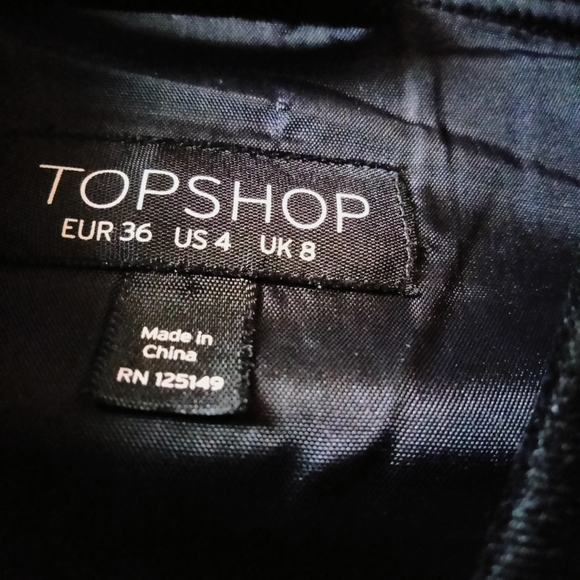 TOPSHOP
EUR 36 US 4 UK 8
Made in
China
RN 125149